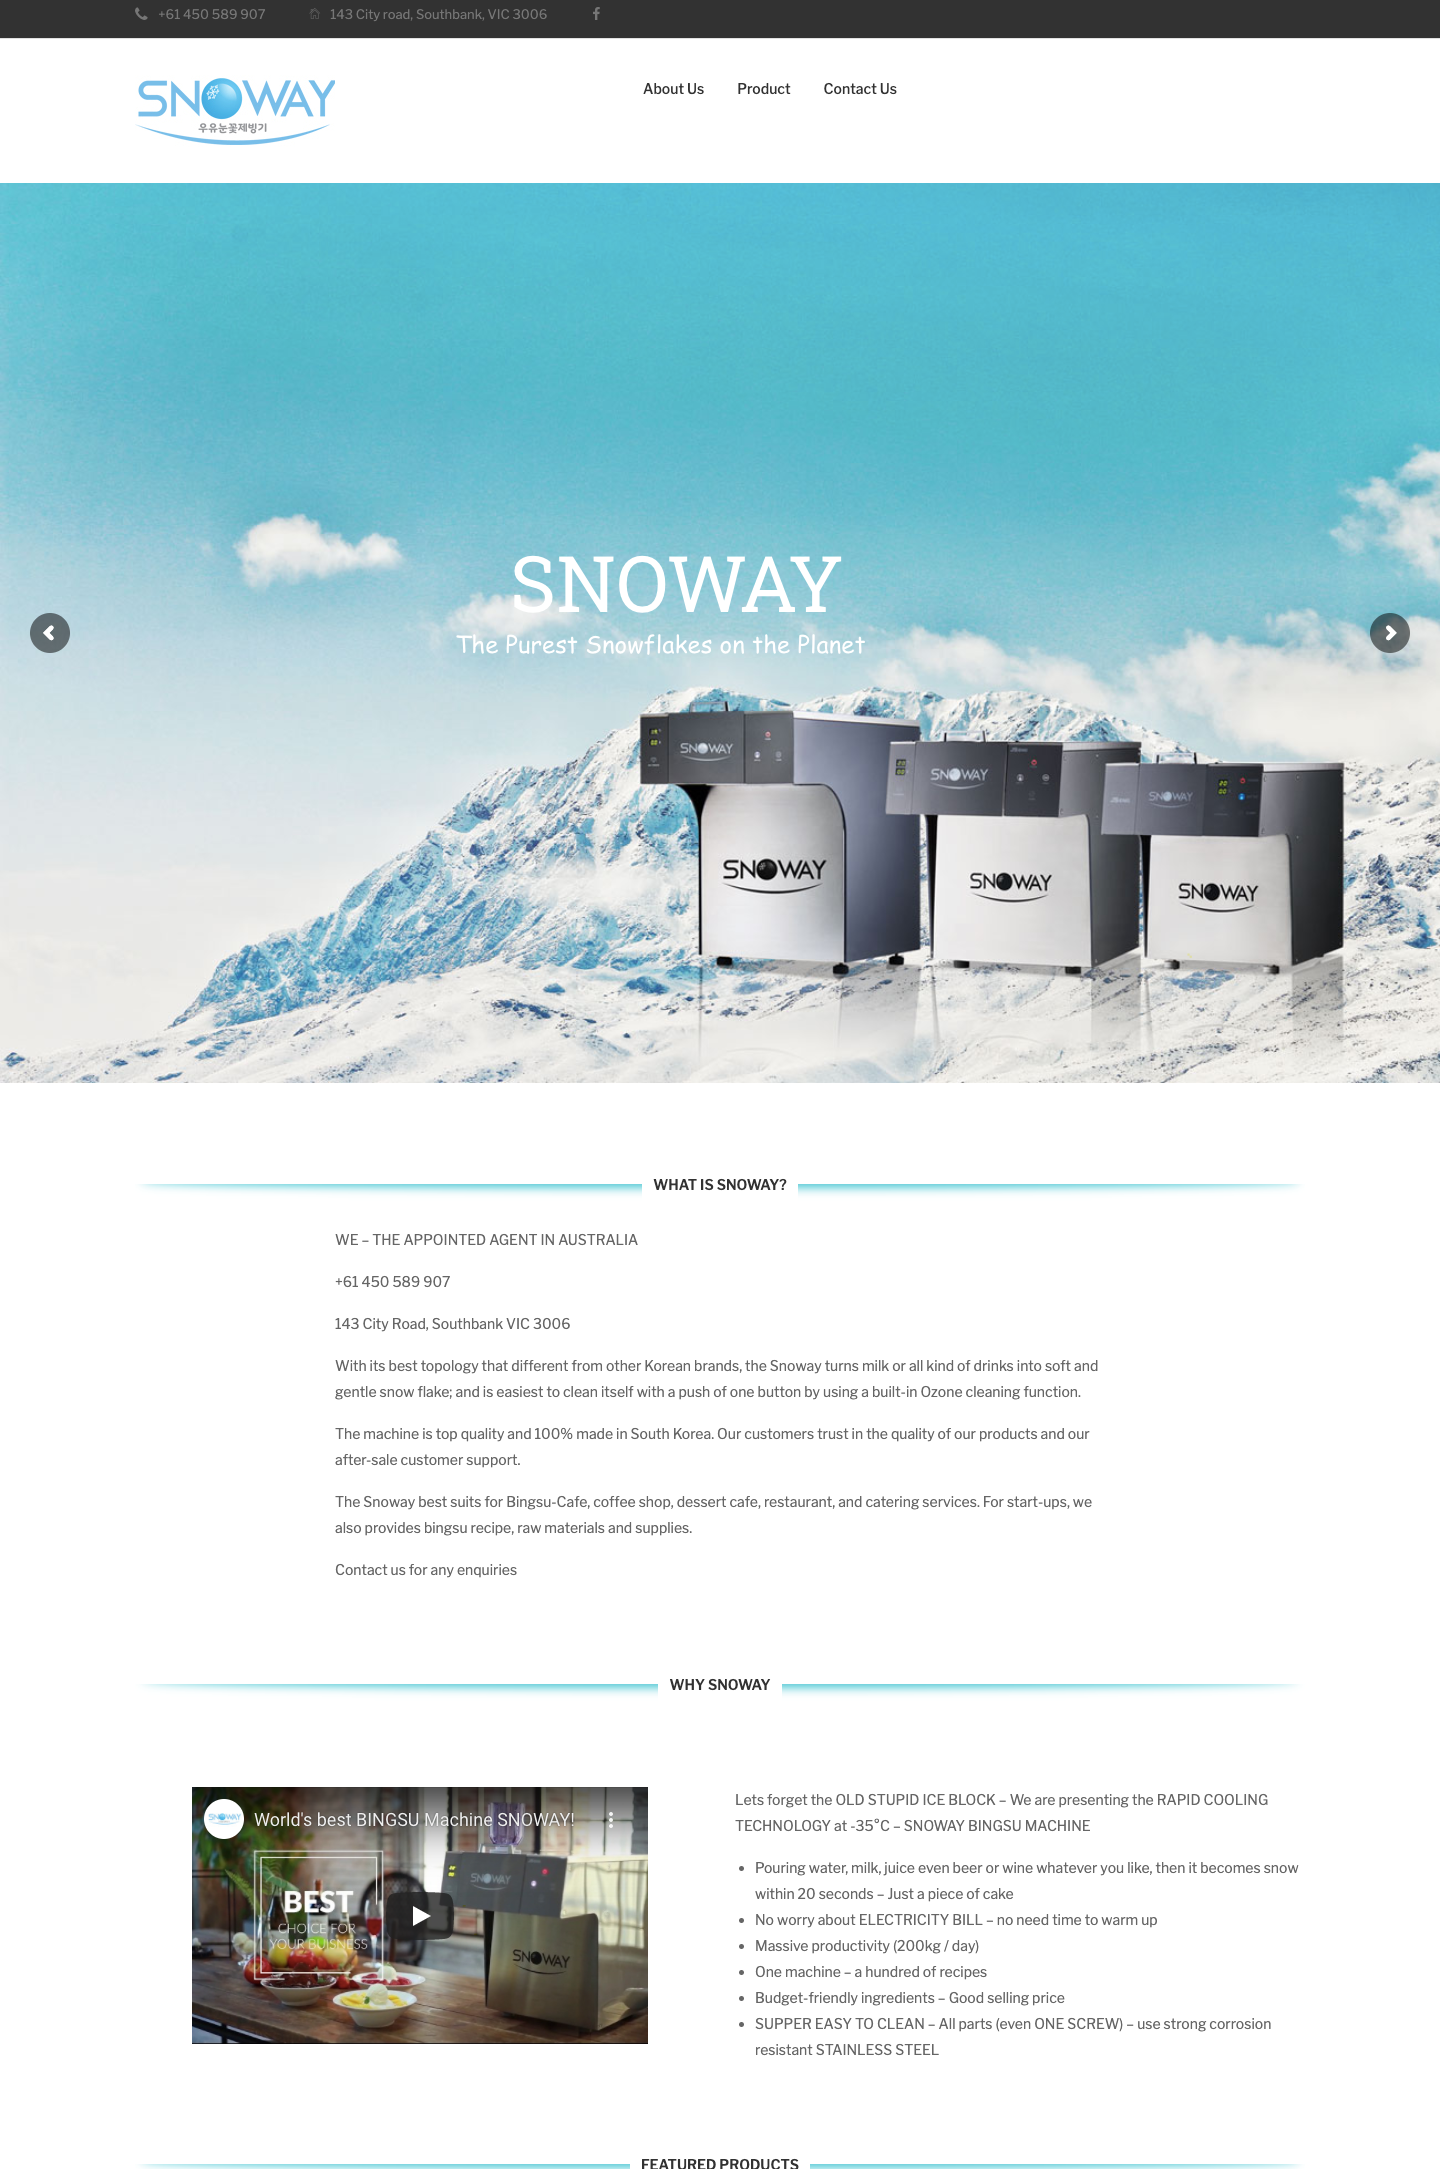 +61 450 589 907
143 City road, Southbank, VIC 3006
SNOWAY
우유눈꽃제빙기
About Us
Product
Contact Us
SNOWAY
The Purest Snowflakes on the Planet
SNOWAY
SNOWAY
SNOWAY
SNOWAY
SNOWAY
SNOWAY
WHAT IS SNOWAY?
WE – THE APPOINTED AGENT IN AUSTRALIA
+61 450 589 907
143 City Road, Southbank VIC 3006
With its best topology that different from other Korean brands, the Snoway turns milk or all kind of drinks into soft and
gentle snow flake; and is easiest to clean itself with a push of one button by using a built-in Ozone cleaning function.
The machine is top quality and 100% made in South Korea. Our customers trust in the quality of our products and our
after-sale customer support.
The Snoway best suits for Bingsu-Cafe, coffee shop, dessert cafe, restaurant, and catering services. For start-ups, we
also provides bingsu recipe, raw materials and supplies.
Contact us for any enquiries
WHY SNOWAY
SNOWAY
World's best BINGSU Machine SNOWAY!
BEST
CHOICE FOR
YOUR BUISNESS
SNOWAY
SNOWAY
Lets forget the OLD STUPID ICE BLOCK – We are presenting the RAPID COOLING
TECHNOLOGY at -35°C – SNOWAY BINGSU MACHINE
Pouring water, milk, juice even beer or wine whatever you like, then it becomes snow
within 20 seconds – Just a piece of cake
No worry about ELECTRICITY BILL – no need time to warm up
Massive productivity (200kg / day)
One machine – a hundred of recipes
Budget-friendly ingredients – Good selling price
SUPPER EASY TO CLEAN – All parts (even ONE SCREW) – use strong corrosion
resistant STAINLESS STEEL
FEATURED PRODUCTS